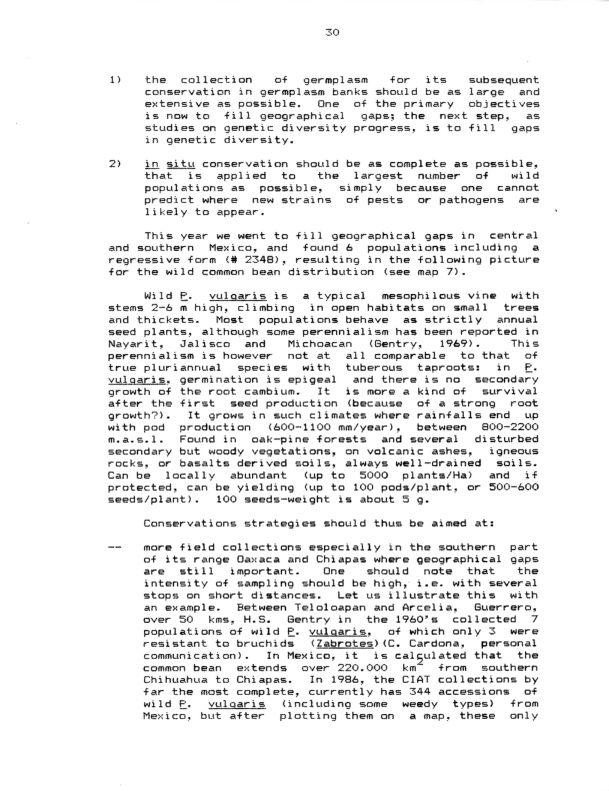 30
1) the collection of germplasm for its subsequent
conservation in germplasm banks should be as large and
extensive as possible. One of the primary objectives
is now to fill geographical gaps; the next step, as
studies on genetic diversity progress, is to fill gaps
in genetic diversity.
2) in situ conservation should be as complete as possible,
that is applied to the largest number of wild
populations as possible, simply because one cannot
predict where new strains of pests or pathogens are
likely to appear.
This year we went to fill geographical gaps in central
and southern Mexico, and found 6 populations including a
regressive form (# 2348), resulting in the following picture
for the wild common bean distribution (see map 7).
Wild P. vulgaris is a typical mesophilous vine with
stems 2-6 m high, climbing in open habitats on small trees
and thickets. Most populations behave as strictly annual
seed plants, although some perennialism has been reported in
Nayarit, Jalisco and Michoacan (Gentry, 1969). This
perennialism is however not at all comparable to that of
true pluriannual species with tuberous taproots: in P.
vulgaris, germination is epigeal and there is no secondary
growth of the root cambium. It is more a kind of survival
after the first seed production (because of a strong root
growth?). It grows in such climates where rainfalls end up
with pod production (600-1100 mm/year), between 800-2200
m.a.s.l. Found in oak-pine forests and several disturbed
secondary but woody vegetations, on volcanic ashes, igneous
rocks, or basalts derived soils, always well-drained soils.
Can be locally abundant (up to 5000 plants/Ha) and if
protected, can be yielding (up to 100 pods/plant, or 500-600
seeds/plant). 100 seeds-weight is about 5 g.
Conservations strategies should thus be aimed at:
-- more field collections especially in the southern part
of its range Oaxaca and Chiapas where geographical gaps
are still important. One should note that the
intensity of sampling should be high, i.e. with several
stops on short distances. Let us illustrate this with
an example. Between Teloloapan and Arcelia, Guerrero,
over 50 kms, H.S. Gentry in the 1960's collected 7
populations of wild P. vulgaris, of which only 3 were
resistant to bruchids (Zabrotes)(C. Cardona, personal
communication). In Mexico, it is calculated that the
common bean extends over 220.000 km2 from southern
Chihuahua to Chiapas. In 1986, the CIAT collections by
far the most complete, currently has 344 accessions of
wild P. vulgaris (including some weedy types) from
Mexico, but after plotting them on a map, these only